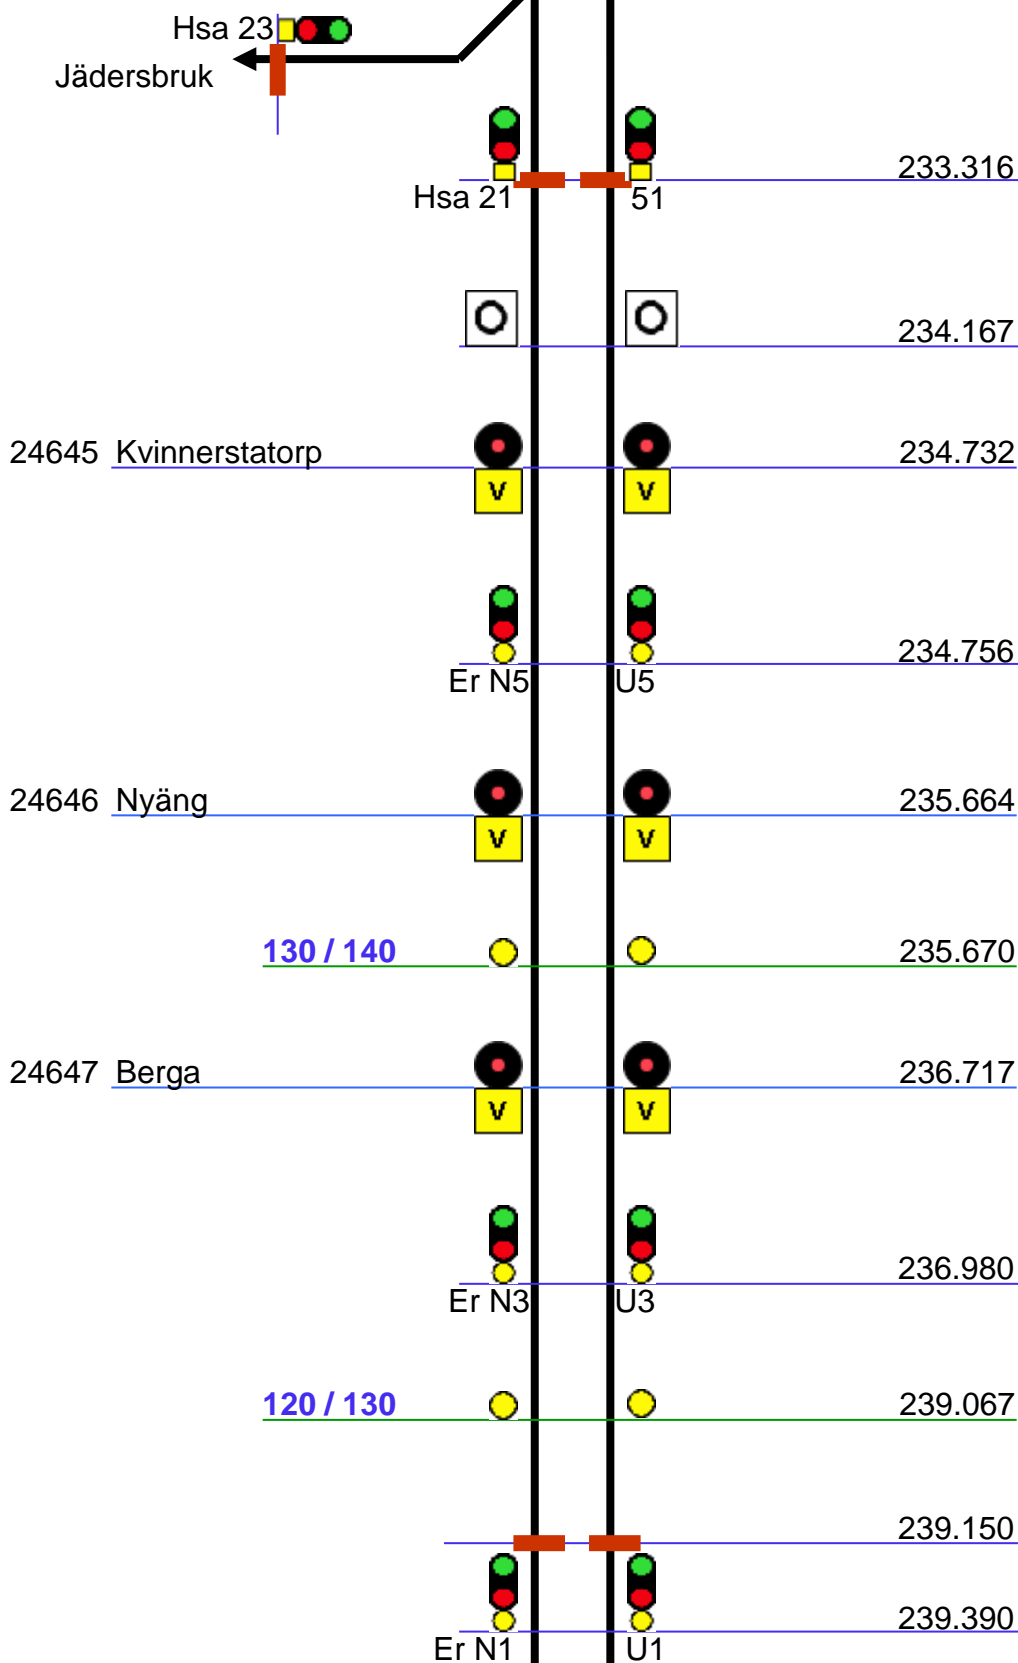 Hsa 23
Jädersbruk
233.316
Hsa 21 51
O O 234.167
24645 Kvinnerstatorp 234.732
V V
234.756
Er N5 U5
24646 Nyäng 235.664
V V
130 / 140 235.670
24647 Berga 236.717
V V
236.980
Er N3 U3
120 / 130 239.067
239.150
239.390
Er N1 U1